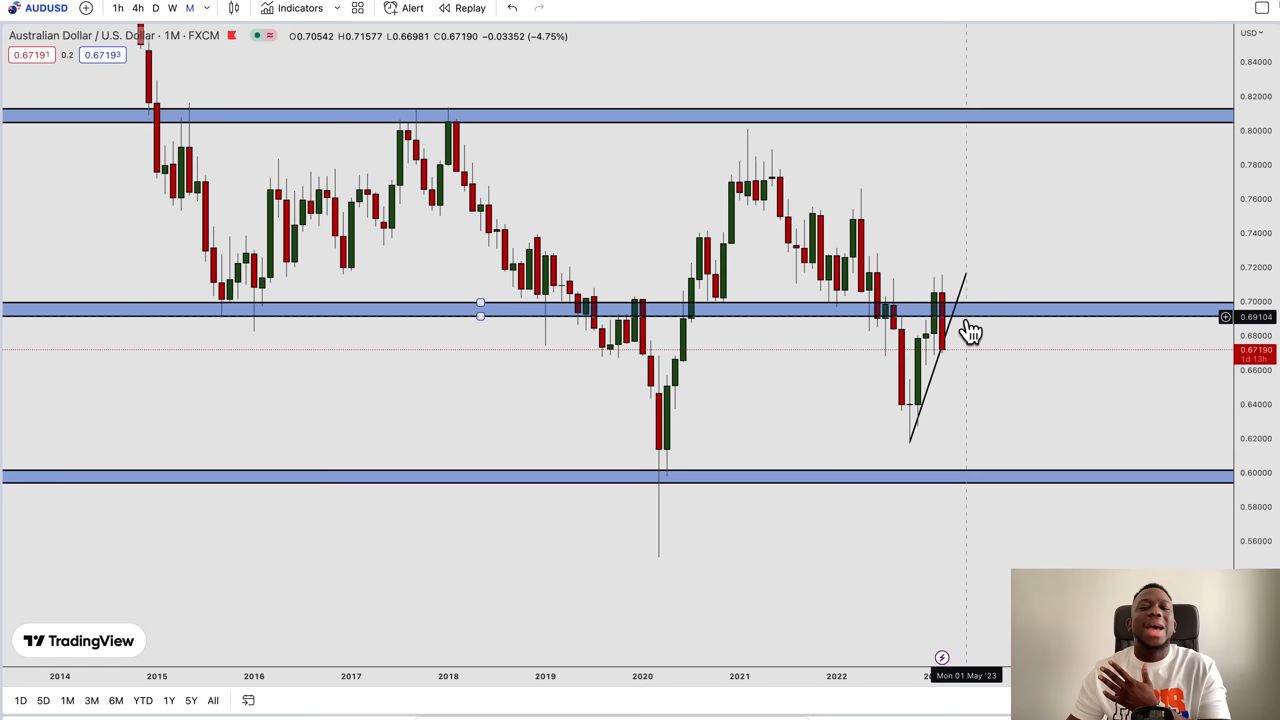 AUDUSD 1h 4h D W M Indicators Alert Replay
Australian Dollar / U.S. Dollar · 1M · FXCM O0.70542 H0.71577 L0.66981 C0.67190 −0.03352 (−4.75%)
USD
0.67191 0.2 0.67193
0.84000
0.82000
0.80000
0.78000
0.76000
0.74000
0.72000
0.70000
0.69104
0.68000
0.67190
1d 13h
0.66000
0.64000
0.62000
0.60000
0.58000
0.56000
TradingView
2014 2015 2016 2017 2018 2019 2020 2021 2022 Mon 01 May '23
1D 5D 1M 3M 6M YTD 1Y 5Y All